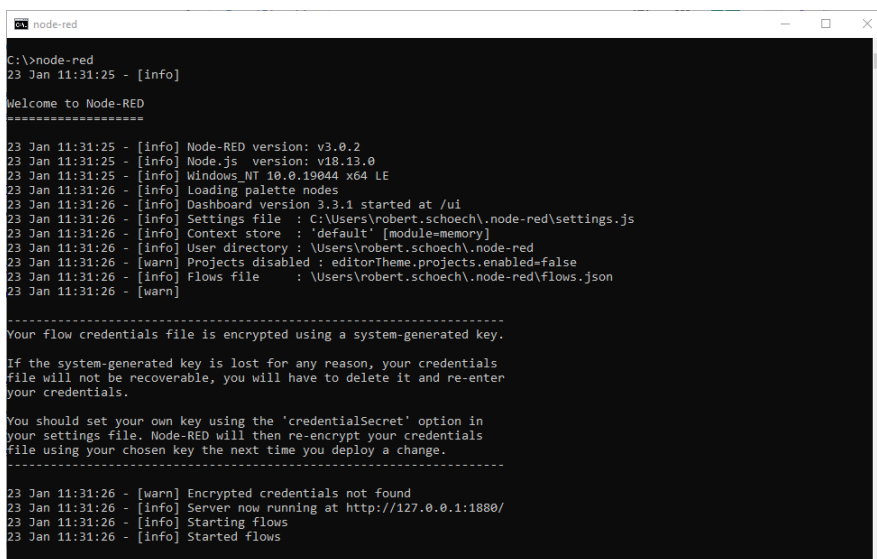 node-red
C:\>node-red
23 Jan 11:31:25 - [info]
Welcome to Node-RED
===================
23 Jan 11:31:25 - [info] Node-RED version: v3.0.2
23 Jan 11:31:25 - [info] Node.js  version: v18.13.0
23 Jan 11:31:25 - [info] Windows_NT 10.0.19044 x64 LE
23 Jan 11:31:26 - [info] Loading palette nodes
23 Jan 11:31:26 - [info] Dashboard version 3.3.1 started at /ui
23 Jan 11:31:26 - [info] Settings file  : C:\Users\robert.schoech\.node-red\settings.js
23 Jan 11:31:26 - [info] Context store  : 'default' [module=memory]
23 Jan 11:31:26 - [info] User directory : \Users\robert.schoech\.node-red
23 Jan 11:31:26 - [warn] Projects disabled : editorTheme.projects.enabled=false
23 Jan 11:31:26 - [info] Flows file     : \Users\robert.schoech\.node-red\flows.json
23 Jan 11:31:26 - [warn]
---------------------------------------------------------------------
Your flow credentials file is encrypted using a system-generated key.
If the system-generated key is lost for any reason, your credentials
file will not be recoverable, you will have to delete it and re-enter
your credentials.
You should set your own key using the 'credentialSecret' option in
your settings file. Node-RED will then re-encrypt your credentials
file using your chosen key the next time you deploy a change.
---------------------------------------------------------------------
23 Jan 11:31:26 - [warn] Encrypted credentials not found
23 Jan 11:31:26 - [info] Server now running at http://127.0.0.1:1880/
23 Jan 11:31:26 - [info] Starting flows
23 Jan 11:31:26 - [info] Started flows